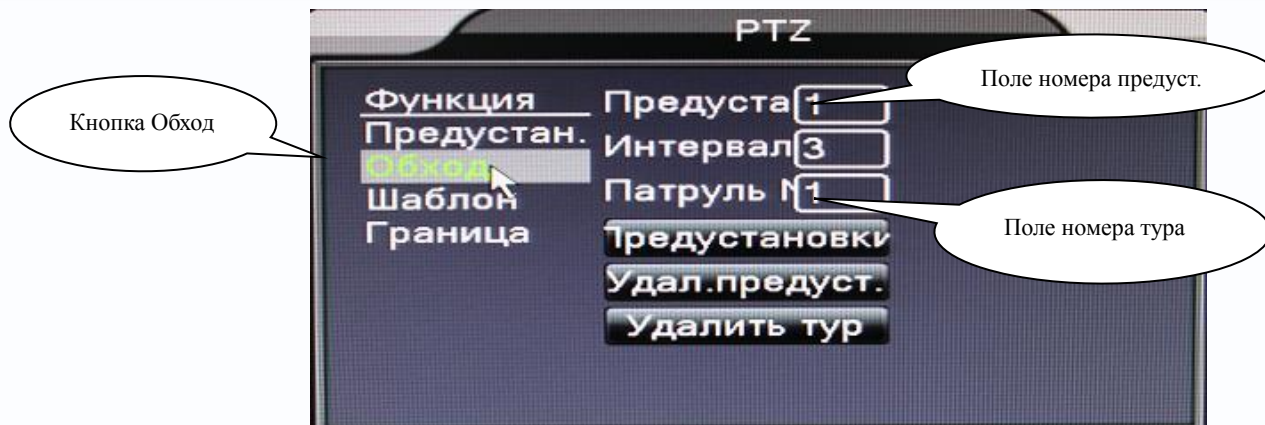 PTZ
Поле номера предуст.
Кнопка Обход
Функция
Предустан.
Обход
Шаблон
Граница
Предуста 1
Интервал 3
Патруль 1
Предустановки
Удал.предуст.
Удалить тур
Поле номера тура